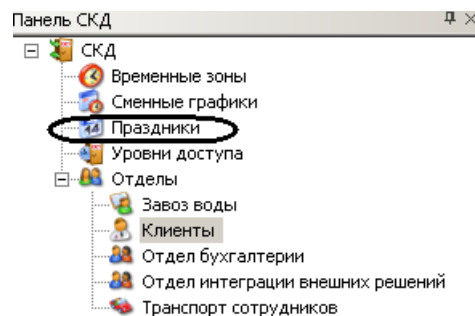 Панель СКД
СКД
Временные зоны
Сменные графики
Праздники
Уровни доступа
Отделы
Завоз воды
Клиенты
Отдел бухгалтерии
Отдел интеграции внешних решений
Транспорт сотрудников